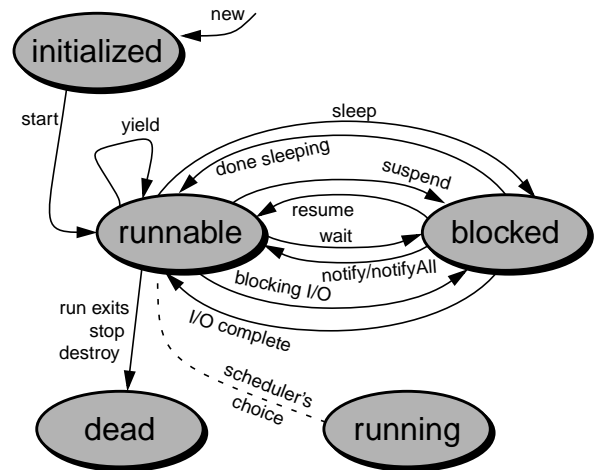 new
initialized
start
yield
sleep
done sleeping
suspend
resume
runnable
wait
blocked
notify/notifyAll
blocking I/O
I/O complete
run exits
stop
destroy
scheduler's
choice
dead
running